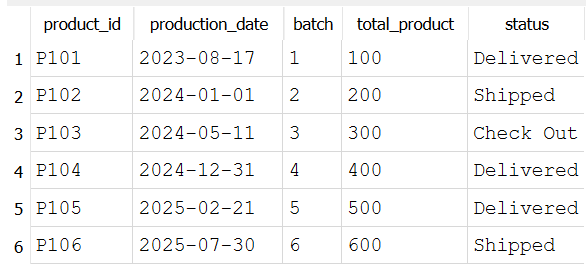 product_id production_date batch total_product status
1 P101 2023-08-17 1 100 Delivered
2 P102 2024-01-01 2 200 Shipped
3 P103 2024-05-11 3 300 Check Out
4 P104 2024-12-31 4 400 Delivered
5 P105 2025-02-21 5 500 Delivered
6 P106 2025-07-30 6 600 Shipped